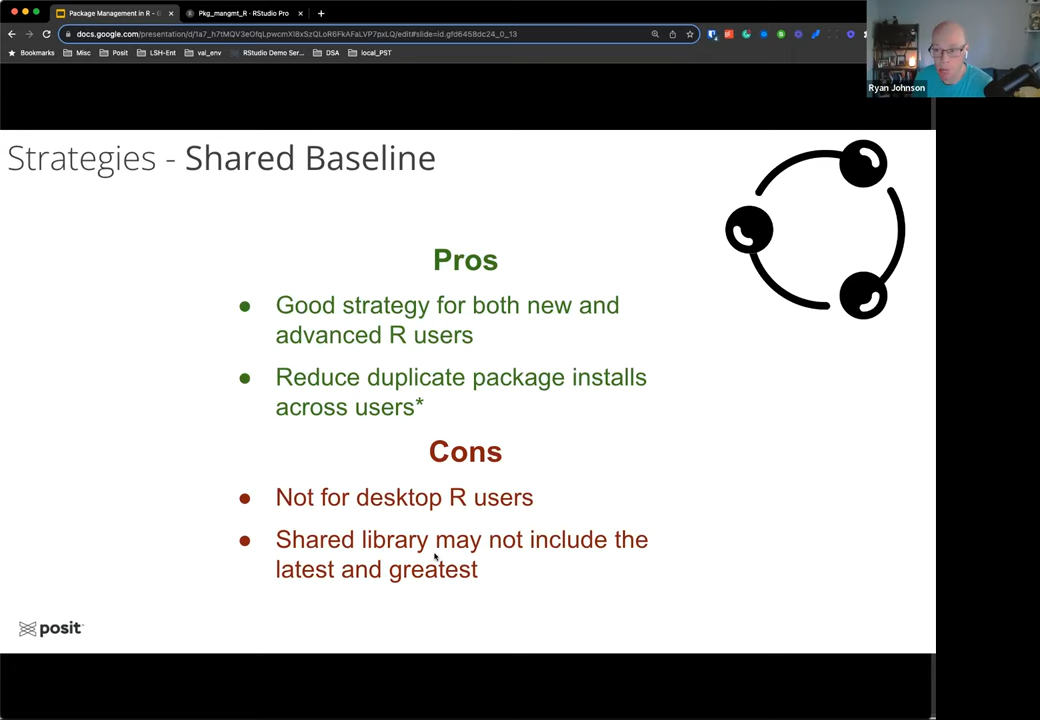 Package Management in R - G
Pkg_mangmt_R · RStudio Pro
docs.google.com/presentation/d/1a7_h7tMQV3eOfqLpwcmXl8xSzQLoR6FkAFaLVP7pxLQ/edit#slide=id.gfd6458dc24_0_13
Bookmarks
Misc
Posit
LSH-Ent
val_env
RStudio Demo Ser...
DSA
local_PST
Ryan Johnson
Strategies - Shared Baseline
Pros
● Good strategy for both new and
advanced R users
● Reduce duplicate package installs
across users*
Cons
● Not for desktop R users
● Shared library may not include the
latest and greatest
posit